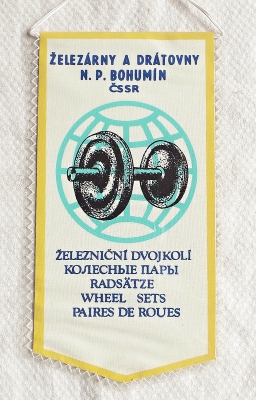 ŽELEZÁRNY A DRÁTOVNY
N. P. BOHUMÍN
ČSSR
ŽELEZNIČNÍ DVOJKOLÍ
КОЛЕСНЫЕ ПАРЫ
RADSÄTZE
WHEEL SETS
PAIRES DE ROUES